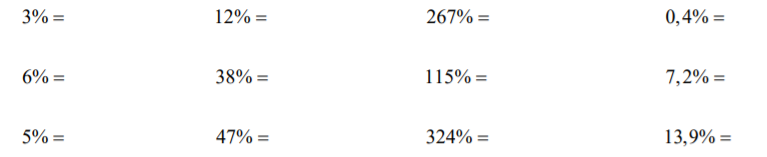 3% = 12% = 267% = 0,4% =
6% = 38% = 115% = 7,2% =
5% = 47% = 324% = 13,9% =